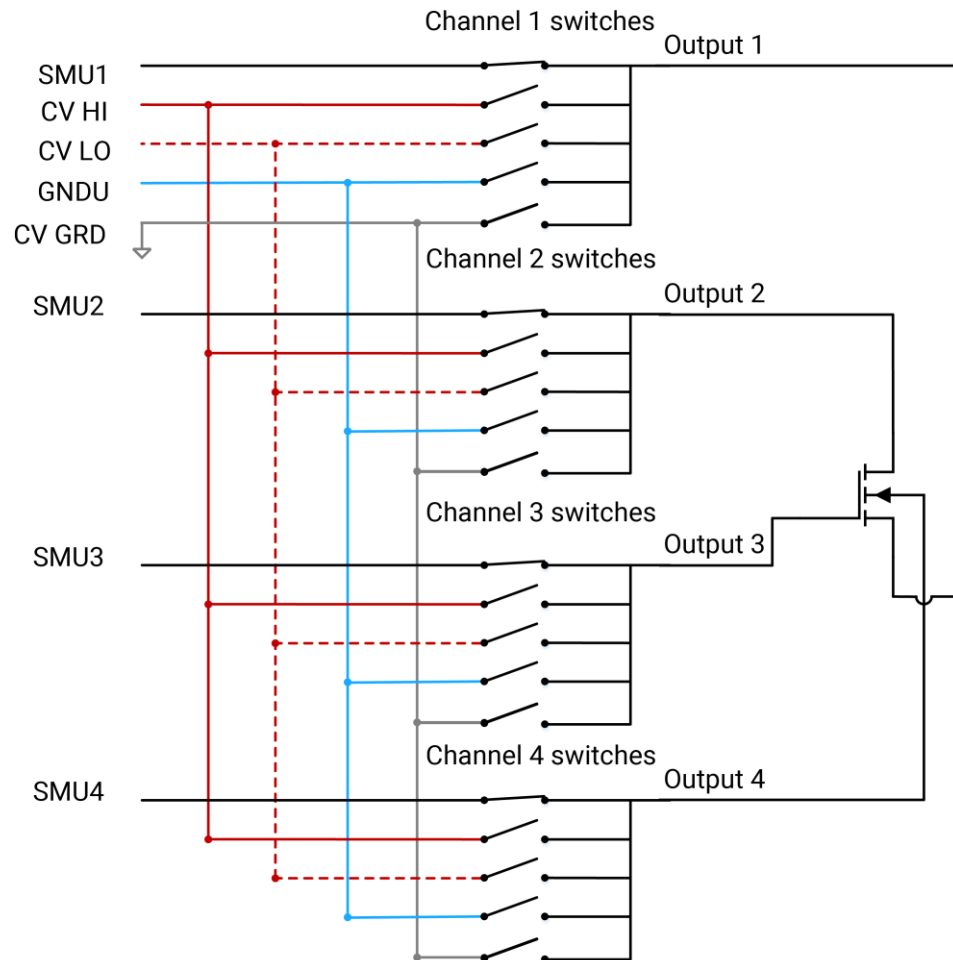 Channel 1 switches
Output 1
SMU1
CV HI
CV LO
GNDU
CV GRD
Channel 2 switches
Output 2
SMU2
Channel 3 switches
Output 3
SMU3
Channel 4 switches
Output 4
SMU4